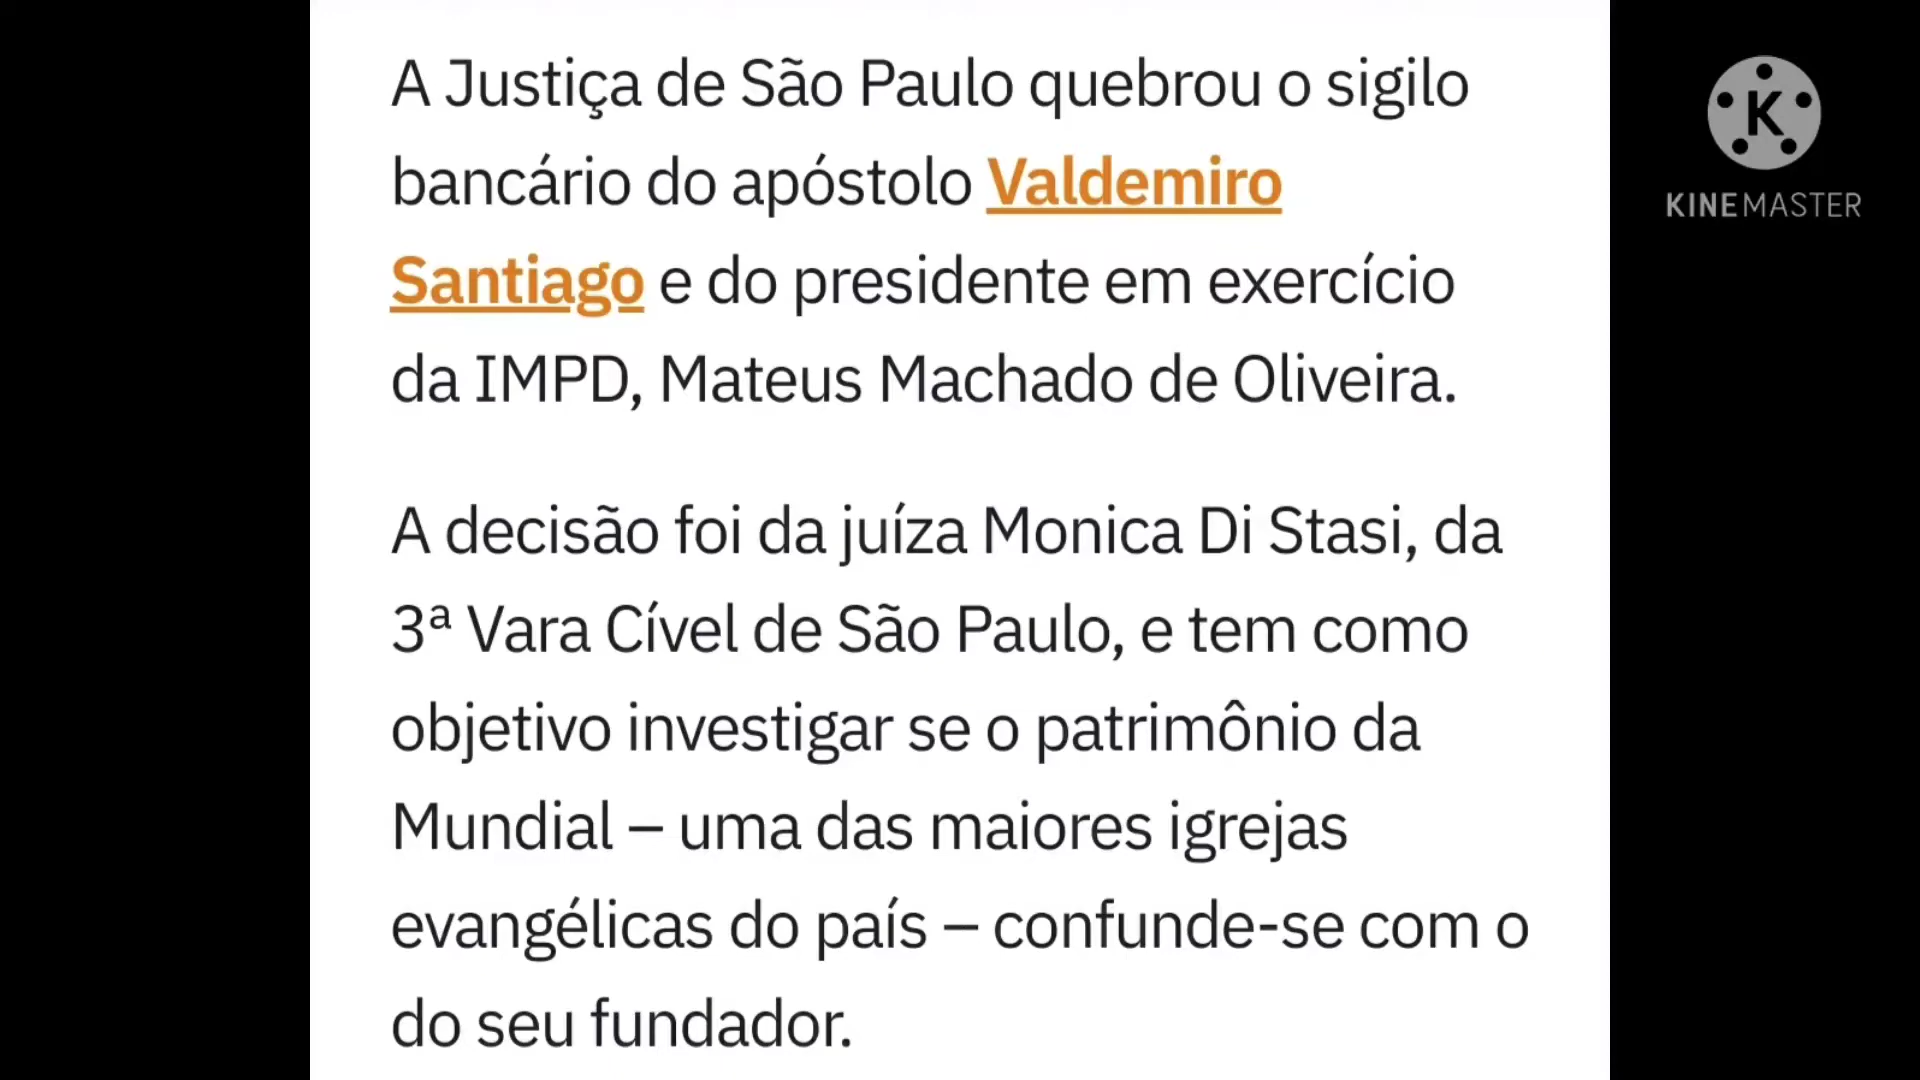 A Justiça de São Paulo quebrou o sigilo
bancário do apóstolo Valdemiro
Santiago e do presidente em exercício
da IMPD, Mateus Machado de Oliveira.
A decisão foi da juíza Monica Di Stasi, da
3ª Vara Cível de São Paulo, e tem como
objetivo investigar se o patrimônio da
Mundial – uma das maiores igrejas
evangélicas do país – confunde-se com o
do seu fundador.
K
KINEMASTER